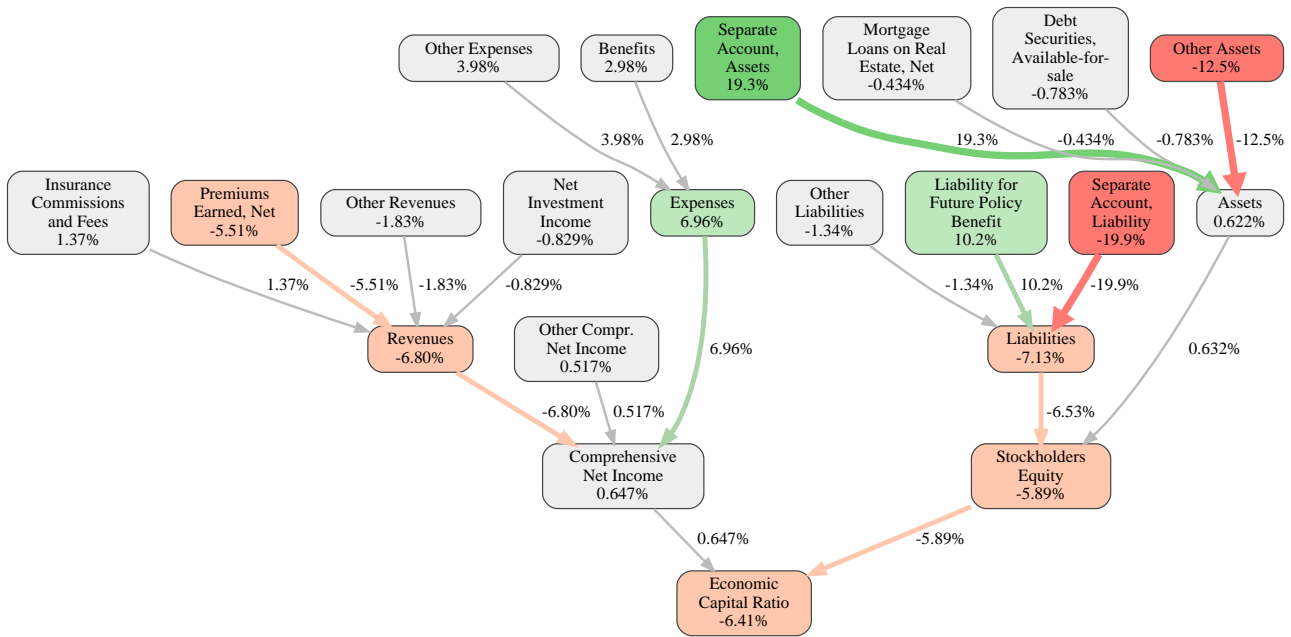 Other Expenses
3.98%
Benefits
2.98%
Separate
Account,
Assets
19.3%
Mortgage
Loans on Real
Estate, Net
-0.434%
Debt
Securities,
Available-for-
sale
-0.783%
Other Assets
-12.5%
3.98%
2.98%
19.3%
-0.434%
-0.783%
-12.5%
Insurance
Commissions
and Fees
1.37%
Premiums
Earned, Net
-5.51%
Other Revenues
-1.83%
Net
Investment
Income
-0.829%
Expenses
6.96%
Other
Liabilities
-1.34%
Liability for
Future Policy
Benefit
10.2%
Separate
Account,
Liability
-19.9%
Assets
0.622%
1.37%
-5.51%
-1.83%
-0.829%
-1.34%
10.2%
-19.9%
Revenues
-6.80%
Other Compr.
Net Income
0.517%
6.96%
Liabilities
-7.13%
0.632%
-6.80%
0.517%
-6.53%
Comprehensive
Net Income
0.647%
Stockholders
Equity
-5.89%
0.647%
-5.89%
Economic
Capital Ratio
-6.41%